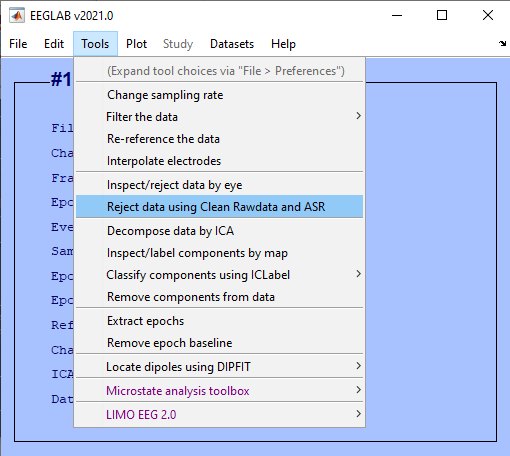 EEGLAB v2021.0
File Edit Tools Plot Study Datasets Help
#1
(Expand tool choices via "File > Preferences")
Change sampling rate
Filter the data
Re-reference the data
Interpolate electrodes
Inspect/reject data by eye
Reject data using Clean Rawdata and ASR
Decompose data by ICA
Inspect/label components by map
Classify components using ICLabel
Remove components from data
Extract epochs
Remove epoch baseline
Locate dipoles using DIPFIT
Microstate analysis toolbox
LIMO EEG 2.0
Fil
Cha
Fra
Epo
Eve
Sam
Epo
Epo
Ref
Cha
ICA
Dat